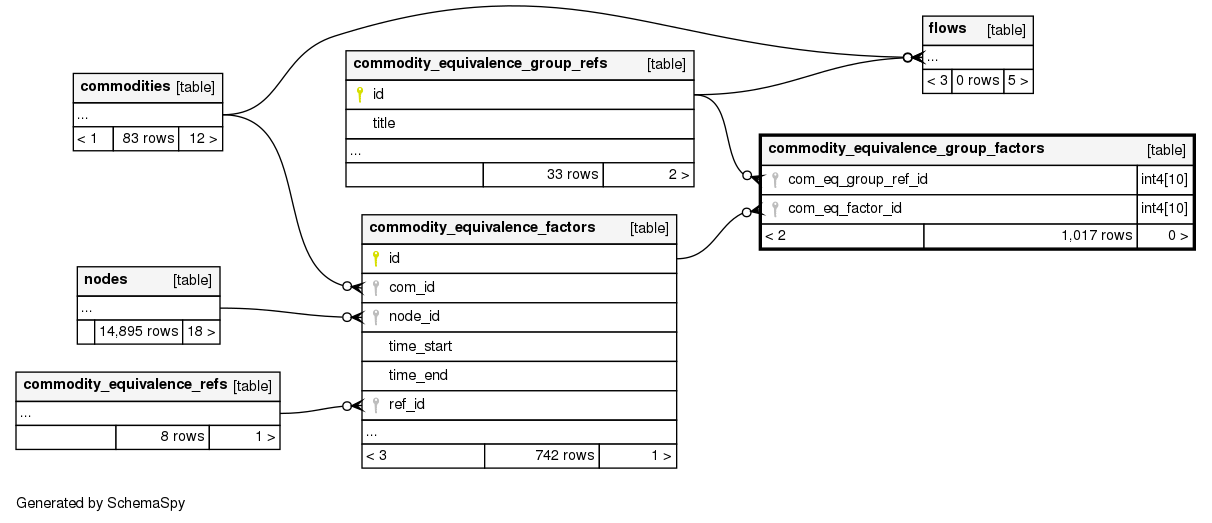 flows [table]
...
< 3 0 rows 5 >
commodity_equivalence_group_refs [table]
id
title
...
33 rows 2 >
commodities [table]
...
< 1 83 rows 12 >
commodity_equivalence_group_factors [table]
com_eq_group_ref_id int4[10]
com_eq_factor_id int4[10]
< 2 1,017 rows 0 >
commodity_equivalence_factors [table]
id
com_id
node_id
time_start
time_end
ref_id
...
< 3 742 rows 1 >
nodes [table]
...
14,895 rows 18 >
commodity_equivalence_refs [table]
...
8 rows 1 >
Generated by SchemaSpy